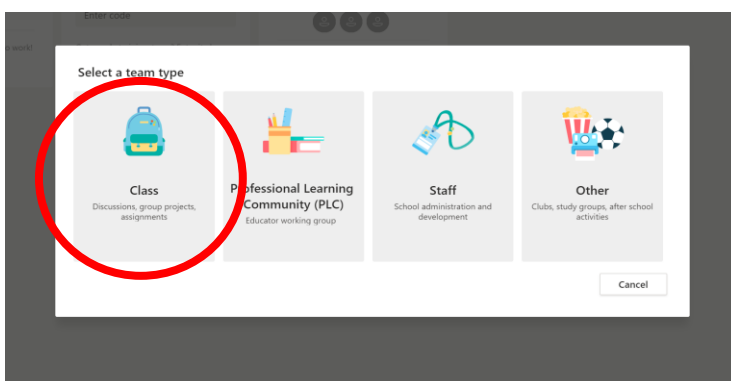 Enter code
o work!
Select a team type
Class
Discussions, group projects,
assignments
Professional Learning
Community (PLC)
Educator working group
Staff
School administration and
development
Other
Clubs, study groups, after school
activities
Cancel